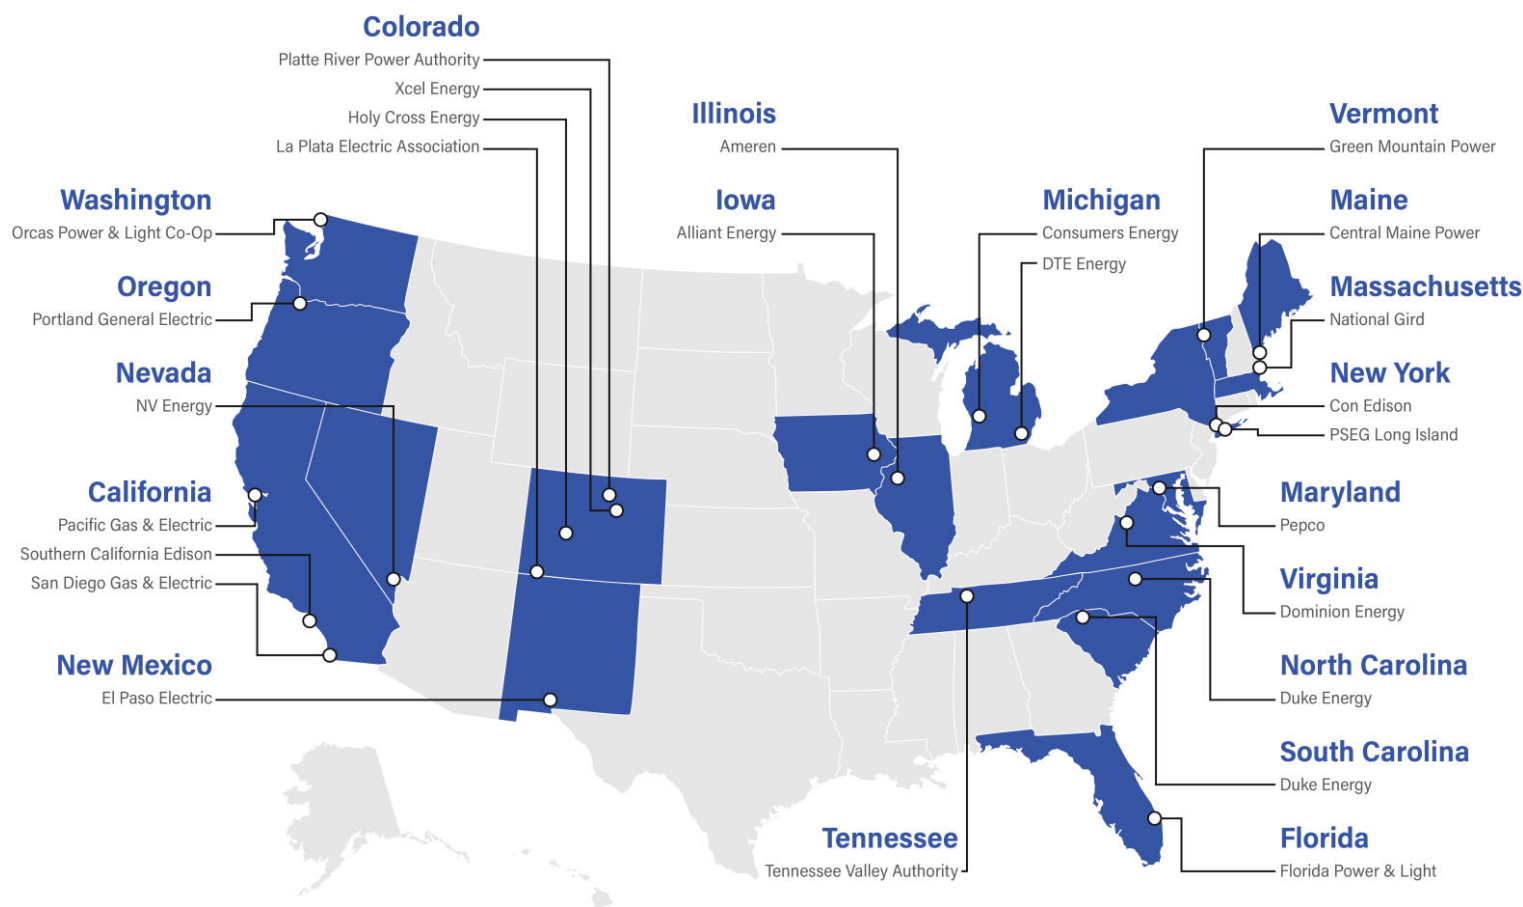 Colorado
Platte River Power Authority
Xcel Energy
Holy Cross Energy
La Plata Electric Association
Washington
Orcas Power & Light Co-Op
Oregon
Portland General Electric
Nevada
NV Energy
California
Pacific Gas & Electric
Southern California Edison
San Diego Gas & Electric
New Mexico
El Paso Electric
Illinois
Ameren
Iowa
Alliant Energy
Michigan
Consumers Energy
DTE Energy
Tennessee
Tennessee Valley Authority
Vermont
Green Mountain Power
Maine
Central Maine Power
Massachusetts
National Gird
New York
Con Edison
PSEG Long Island
Maryland
Pepco
Virginia
Dominion Energy
North Carolina
Duke Energy
South Carolina
Duke Energy
Florida
Florida Power & Light